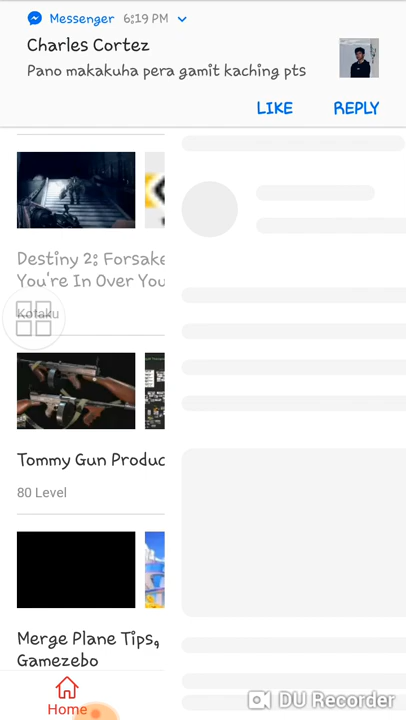 Messenger 6:19 PM
Charles Cortez
Pano makakuha pera gamit kaching pts
LIKE REPLY
Destiny 2: Forsake
You're In Over You
Kotaku
Tommy Gun Produc
80 Level
Merge Plane Tips,
Gamezebo
Home
DU Recorder